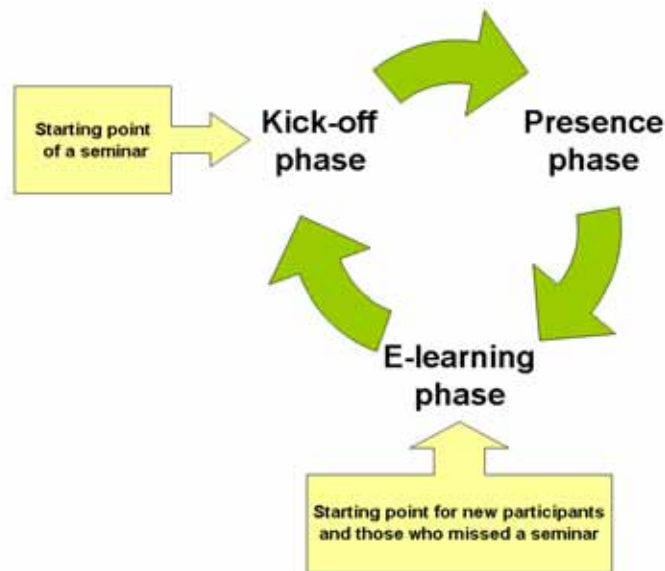 Starting point
of a seminar
Kick-off
phase
Presence
phase
E-learning
phase
Starting point for new participants
and those who missed a seminar